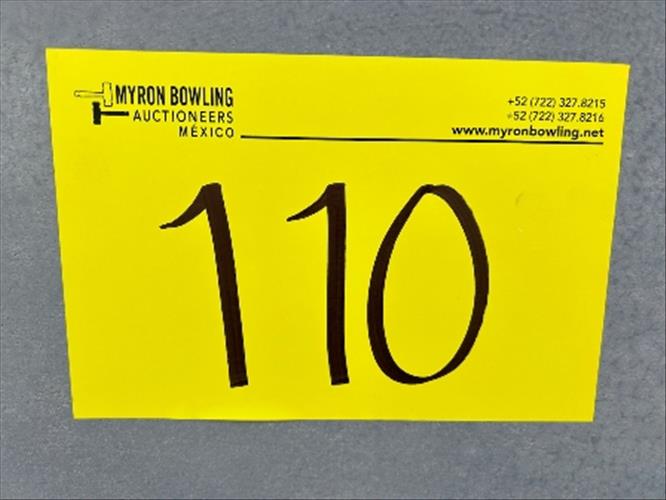 MYRON BOWLING
AUCTIONEERS
MÉXICO
+52 (722) 327.8215
+52 (722) 327.8216
www.myronbowling.net
110